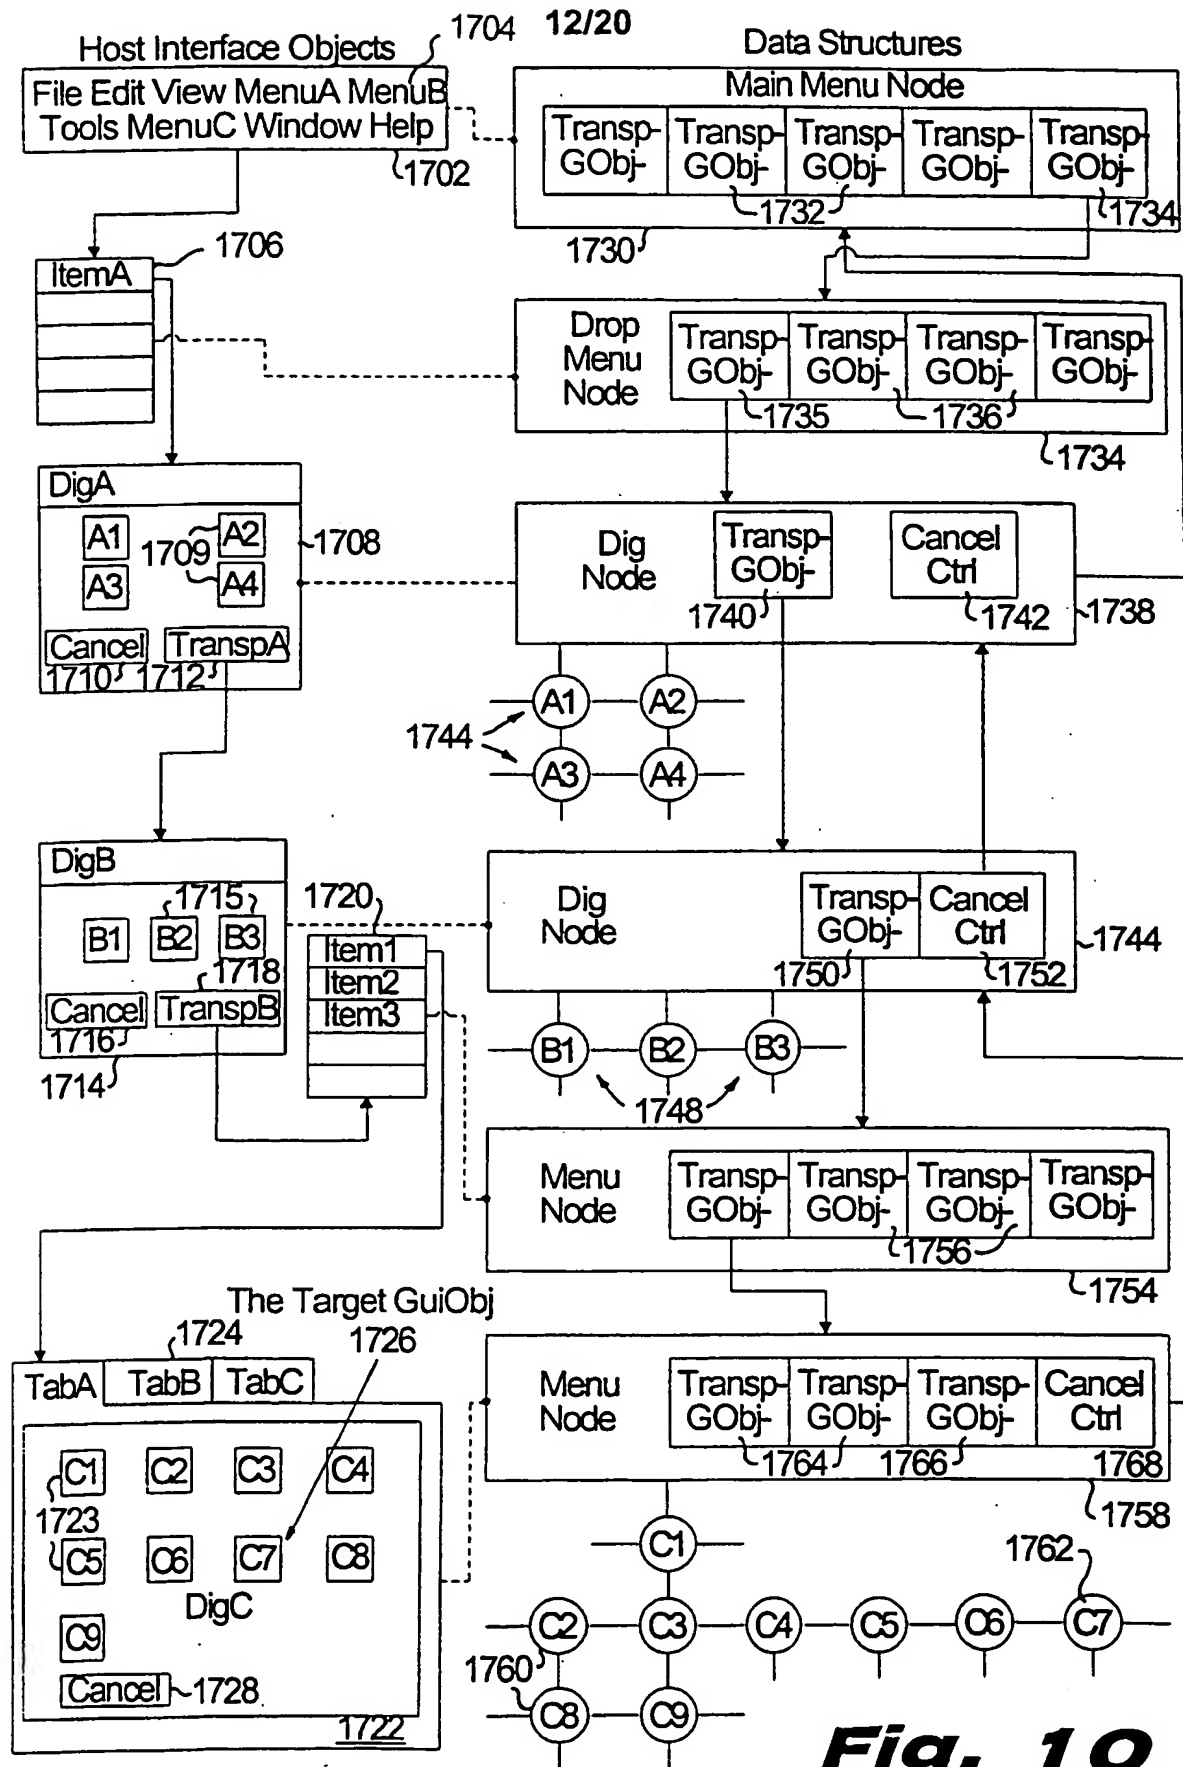 12/20
Host Interface Objects
1704
Data Structures
File Edit View MenuA MenuB
Tools MenuC Window Help
1702
Main Menu Node
Transp- Transp- Transp- Transp- Transp-
GObj- GObj- GObj- GObj- GObj-
1732
1734
1730
1706
ItemA
Drop
Menu
Node
Transp- Transp- Transp- Transp-
GObj- GObj- GObj- GObj-
1735
1736
1734
DigA
A1
A2
1709
A3
A4
1708
Cancel
TranspA
1710
1712
Dig
Node
Transp-
GObj-
Cancel
Ctrl
1740
1742
1738
A1
A2
1744
A3
A4
DigB
1715
B1
B2
B3
1718
Cancel
TranspB
1716
1714
1720
Item1
Item2
Item3
Dig
Node
Transp-
GObj-
Cancel
Ctrl
1750
1752
1744
B1
B2
B3
1748
Menu
Node
Transp- Transp- Transp- Transp-
GObj- GObj- GObj- GObj-
1756
1754
The Target GuiObj
1724
1726
TabA
TabB
TabC
C1
C2
C3
C4
1723
C5
C6
C7
C8
DigC
C9
Cancel
1728
1722
Menu
Node
Transp- Transp- Transp- Cancel
GObj- GObj- GObj- Ctrl
1764
1766
1768
1758
C1
1762
C2
C3
C4
C5
C6
C7
1760
C8
C9
Fig. 10